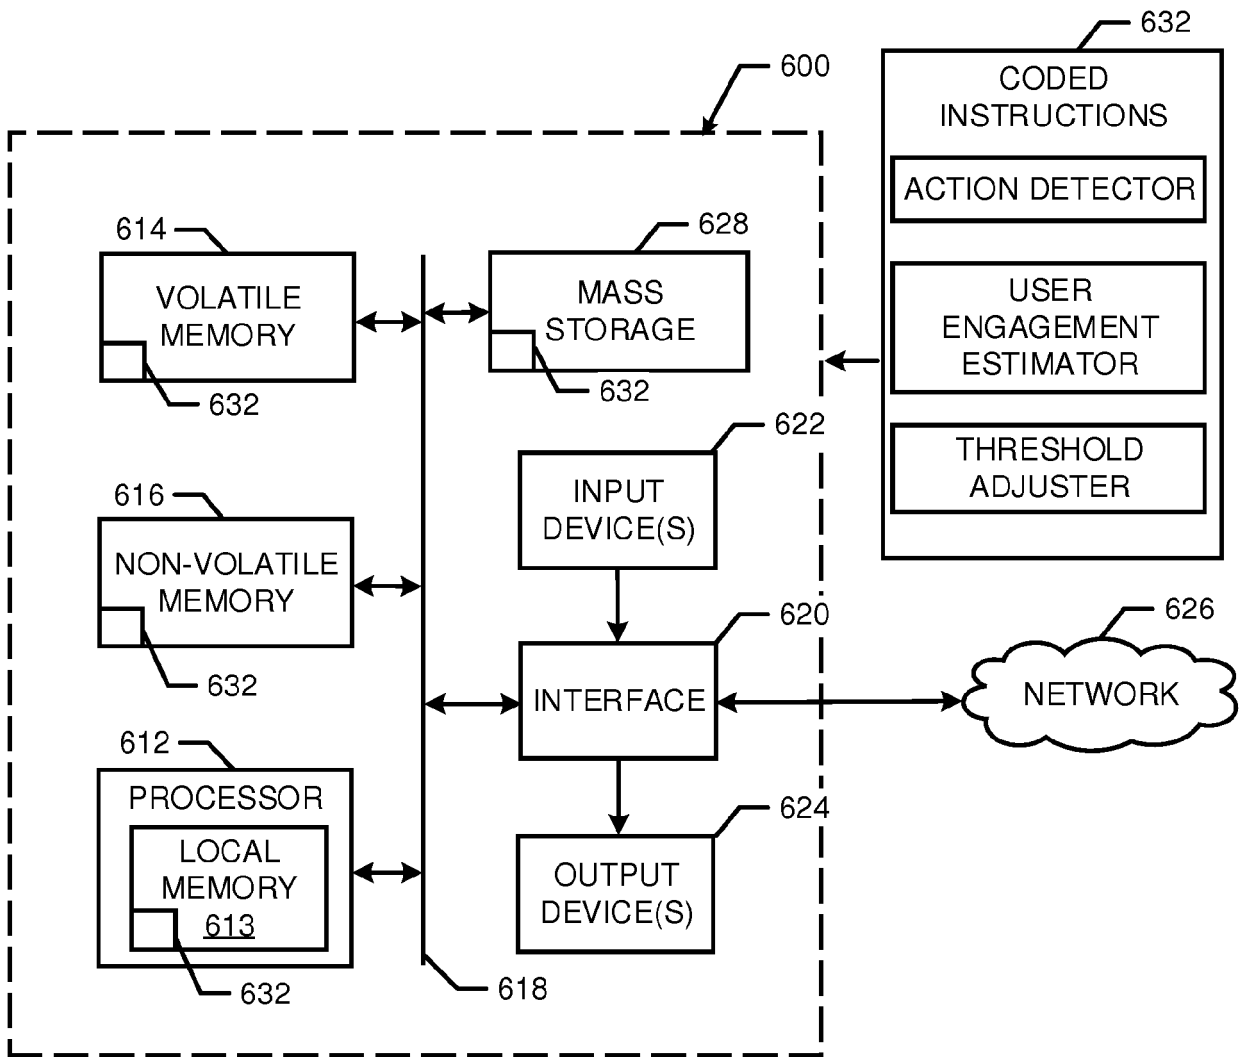 632
CODED
INSTRUCTIONS
ACTION DETECTOR
USER
ENGAGEMENT
ESTIMATOR
THRESHOLD
ADJUSTER
600
614
VOLATILE
MEMORY
632
628
MASS
STORAGE
632
616
NON-VOLATILE
MEMORY
632
622
INPUT
DEVICE(S)
620
INTERFACE
626
NETWORK
612
PROCESSOR
LOCAL
MEMORY
613
632
624
OUTPUT
DEVICE(S)
618